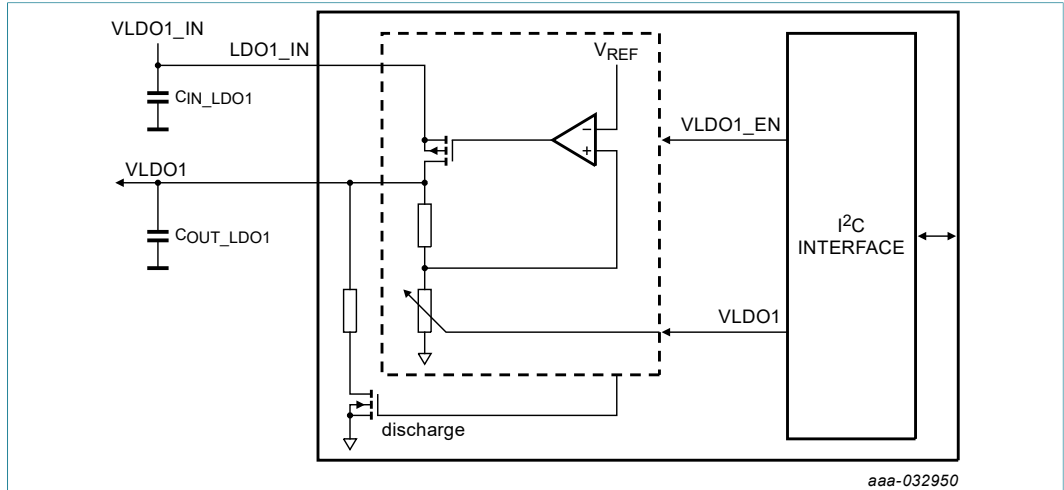 VLDO1_IN
LDO1_IN
VREF
CIN_LDO1
−
+
VLDO1_EN
VLDO1
COUT_LDO1
I2C
INTERFACE
VLDO1
discharge
aaa-032950